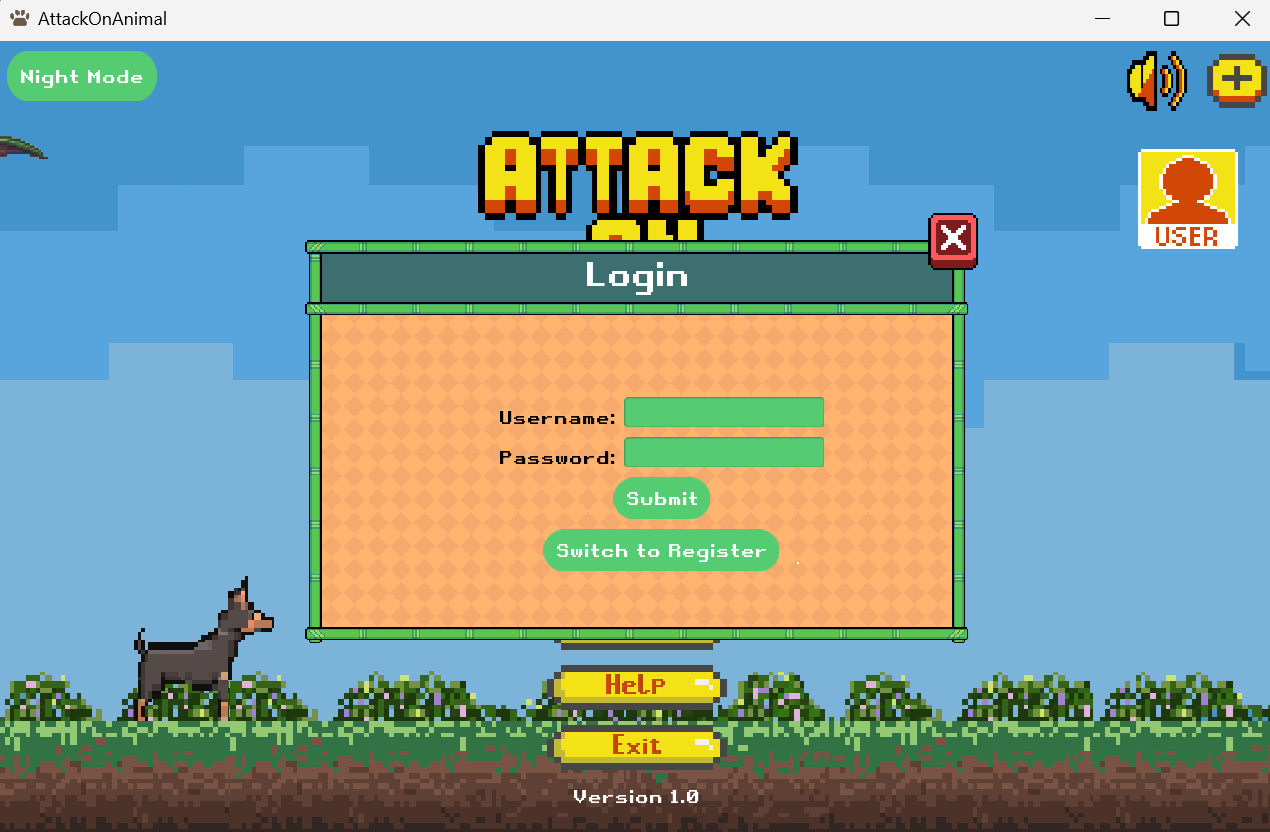 AttackOnAnimal
Night Mode
ATTACK
USER
Login
Username:
Password:
Submit
Switch to Register
Help
Exit
Version 1.0